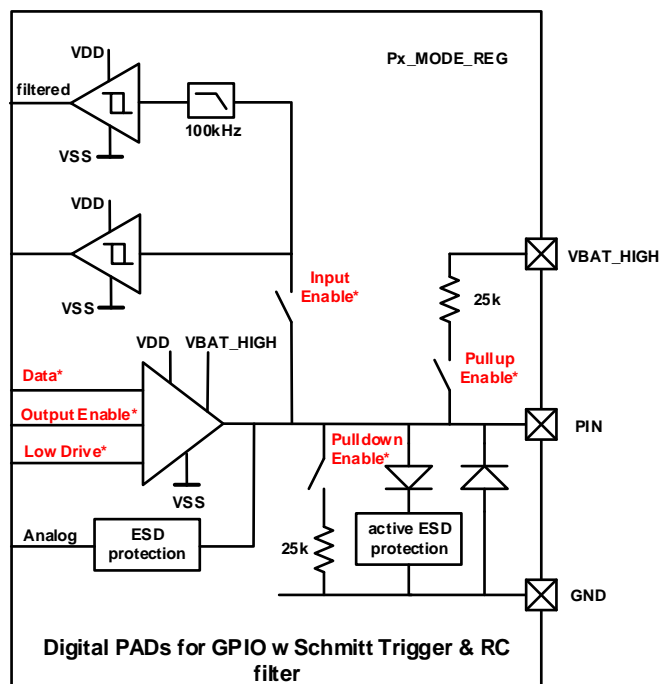 Px_MODE_REG
VDD
filtered
100kHz
VSS
VDD
VSS
Input
Enable*
VBAT_HIGH
25k
Pullup
Enable*
VDD
VBAT_HIGH
Data*
Output Enable*
Low Drive*
VSS
PIN
Pulldown
Enable*
Analog
ESD
protection
25k
active ESD
protection
GND
Digital PADs for GPIO w Schmitt Trigger & RC
filter